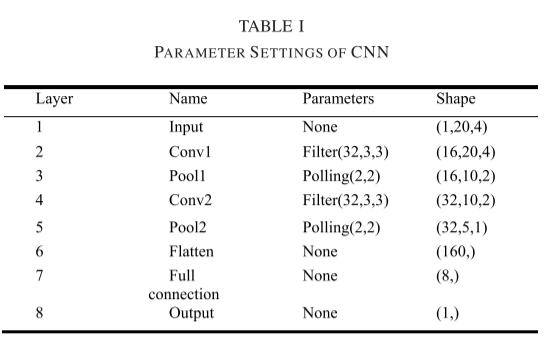 TABLE I
PARAMETER SETTINGS OF CNN
Layer Name Parameters Shape
1 Input None (1,20,4)
2 Conv1 Filter(32,3,3) (16,20,4)
3 Pool1 Polling(2,2) (16,10,2)
4 Conv2 Filter(32,3,3) (32,10,2)
5 Pool2 Polling(2,2) (32,5,1)
6 Flatten None (160,)
7 Full None (8,)
connection
8 Output None (1,)